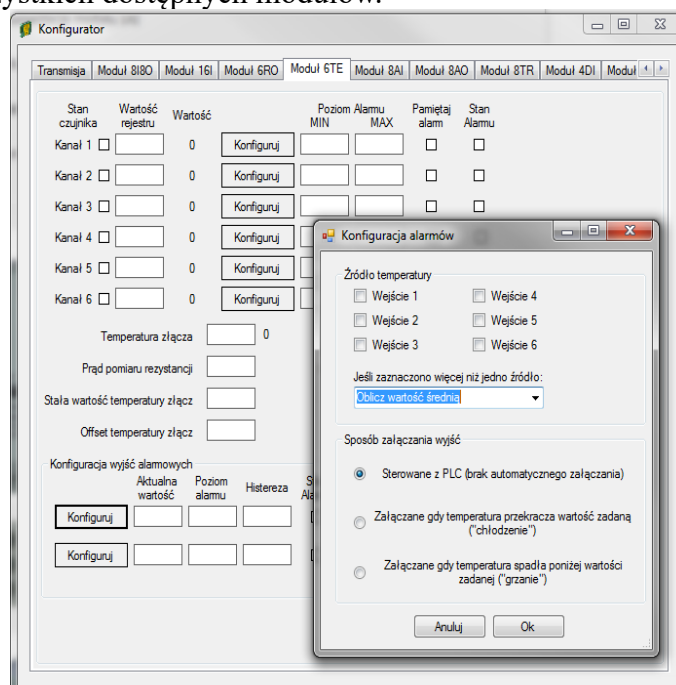 dostępnych modułów.
Konfigurator
Transmisja Moduł 8I8O Moduł 16I Moduł 6RO Moduł 6TE Moduł 8AI Moduł 8AO Moduł 8TR Moduł 4DI Moduł
Stan czujnika
Wartość rejestru
Wartość
Poziom Alarmu
MIN MAX
Pamiętaj alarm
Stan Alarmu
Kanał 1 0 Konfiguruj
Kanał 2 0 Konfiguruj
Kanał 3 0 Konfiguruj
Kanał 4 0 Konfiguruj
Kanał 5 0 Konfiguruj
Kanał 6 0 Konfiguruj
Temperatura złącza 0
Prąd pomiaru rezystancji
Stała wartość temperatury złącz
Offset temperatury złącz
Konfiguracja wyjść alarmowych
Aktualna wartość
Poziom alarmu
Histereza
Konfiguruj
Konfiguruj
Konfiguracja alarmów
Źródło temperatury
Wejście 1 Wejście 4
Wejście 2 Wejście 5
Wejście 3 Wejście 6
Jeśli zaznaczono więcej niż jedno źródło:
Oblicz wartość średnią
Sposób załączania wyjść
Sterowane z PLC (brak automatycznego załączania)
Załączane gdy temperatura przekracza wartość zadaną
("chłodzenie")
Załączane gdy temperatura spadła poniżej wartości
zadanej ("grzanie")
Anuluj Ok